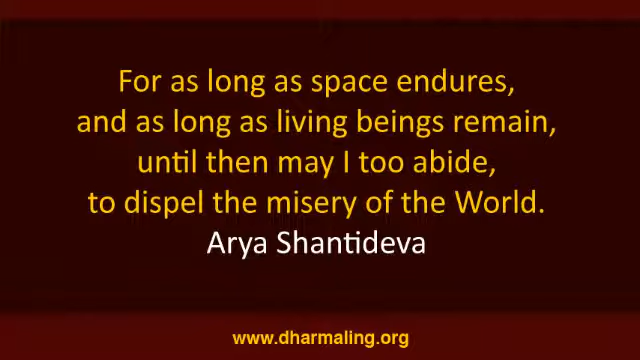 For as long as space endures,
and as long as living beings remain,
until then may I too abide,
to dispel the misery of the World.
Arya Shantideva
www.dharmaling.org